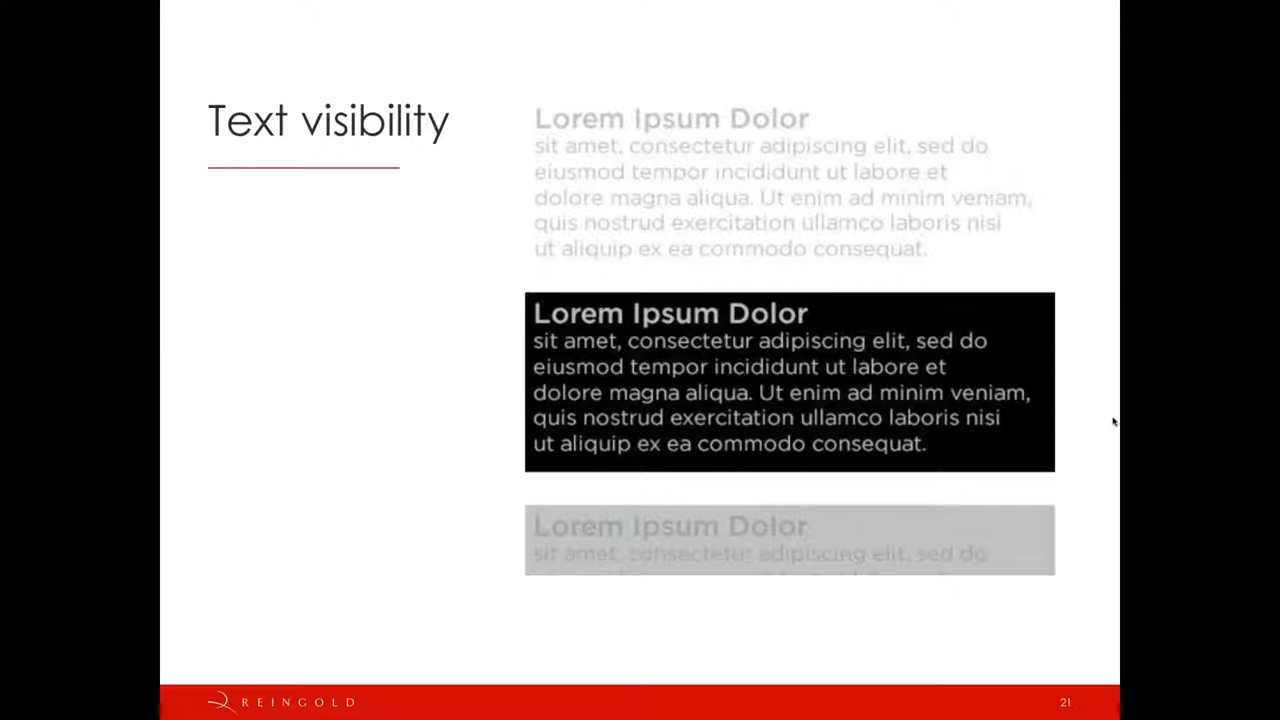 Text visibility
Lorem Ipsum Dolor
sit amet, consectetur adipiscing elit, sed do
eiusmod tempor incididunt ut labore et
dolore magna aliqua. Ut enim ad minim veniam,
quis nostrud exercitation ullamco laboris nisi
ut aliquip ex ea commodo consequat.
Lorem Ipsum Dolor
sit amet, consectetur adipiscing elit, sed do
eiusmod tempor incididunt ut labore et
dolore magna aliqua. Ut enim ad minim veniam,
quis nostrud exercitation ullamco laboris nisi
ut aliquip ex ea commodo consequat.
Lorem Ipsum Dolor
sit amet, consectetur adipiscing elit, sed do
REINGOLD
21